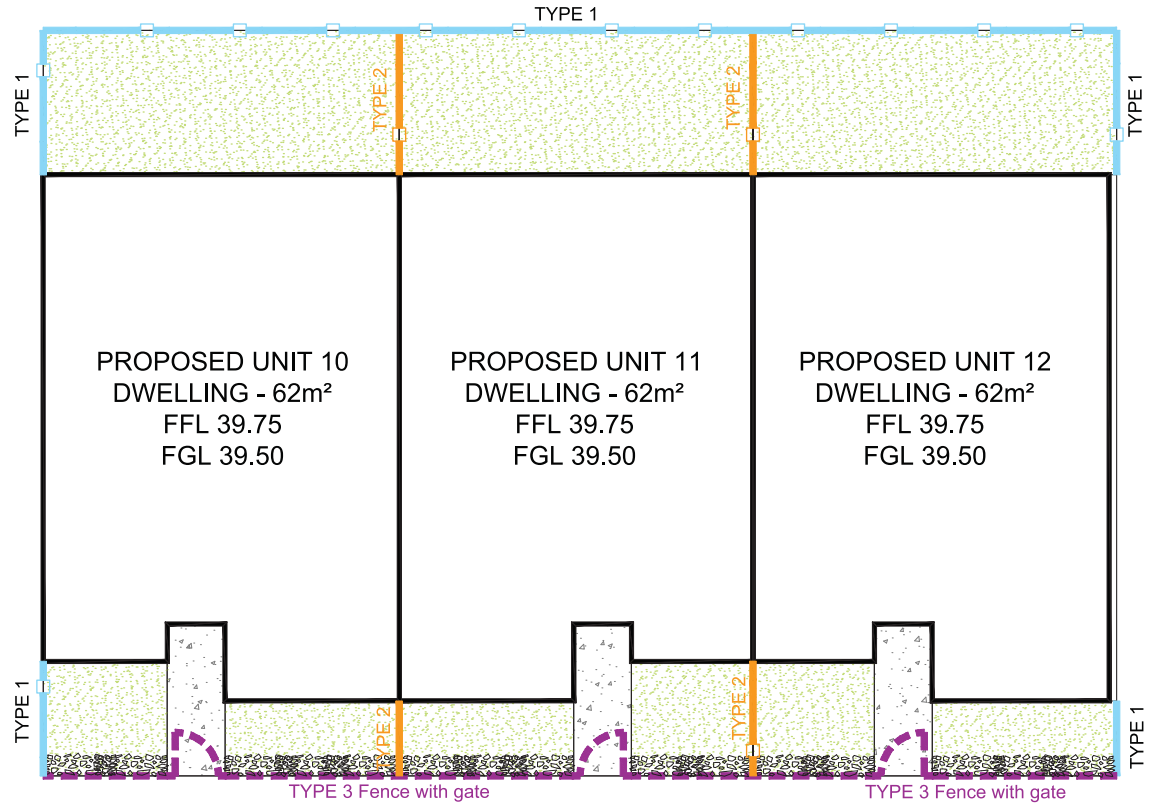 TYPE 1
TYPE 1
TYPE 2
TYPE 2
TYPE 1
PROPOSED UNIT 10
DWELLING - 62m²
FFL 39.75
FGL 39.50
PROPOSED UNIT 11
DWELLING - 62m²
FFL 39.75
FGL 39.50
PROPOSED UNIT 12
DWELLING - 62m²
FFL 39.75
FGL 39.50
TYPE 1
TYPE 2
TYPE 2
TYPE 1
TYPE 3 Fence with gate
TYPE 3 Fence with gate